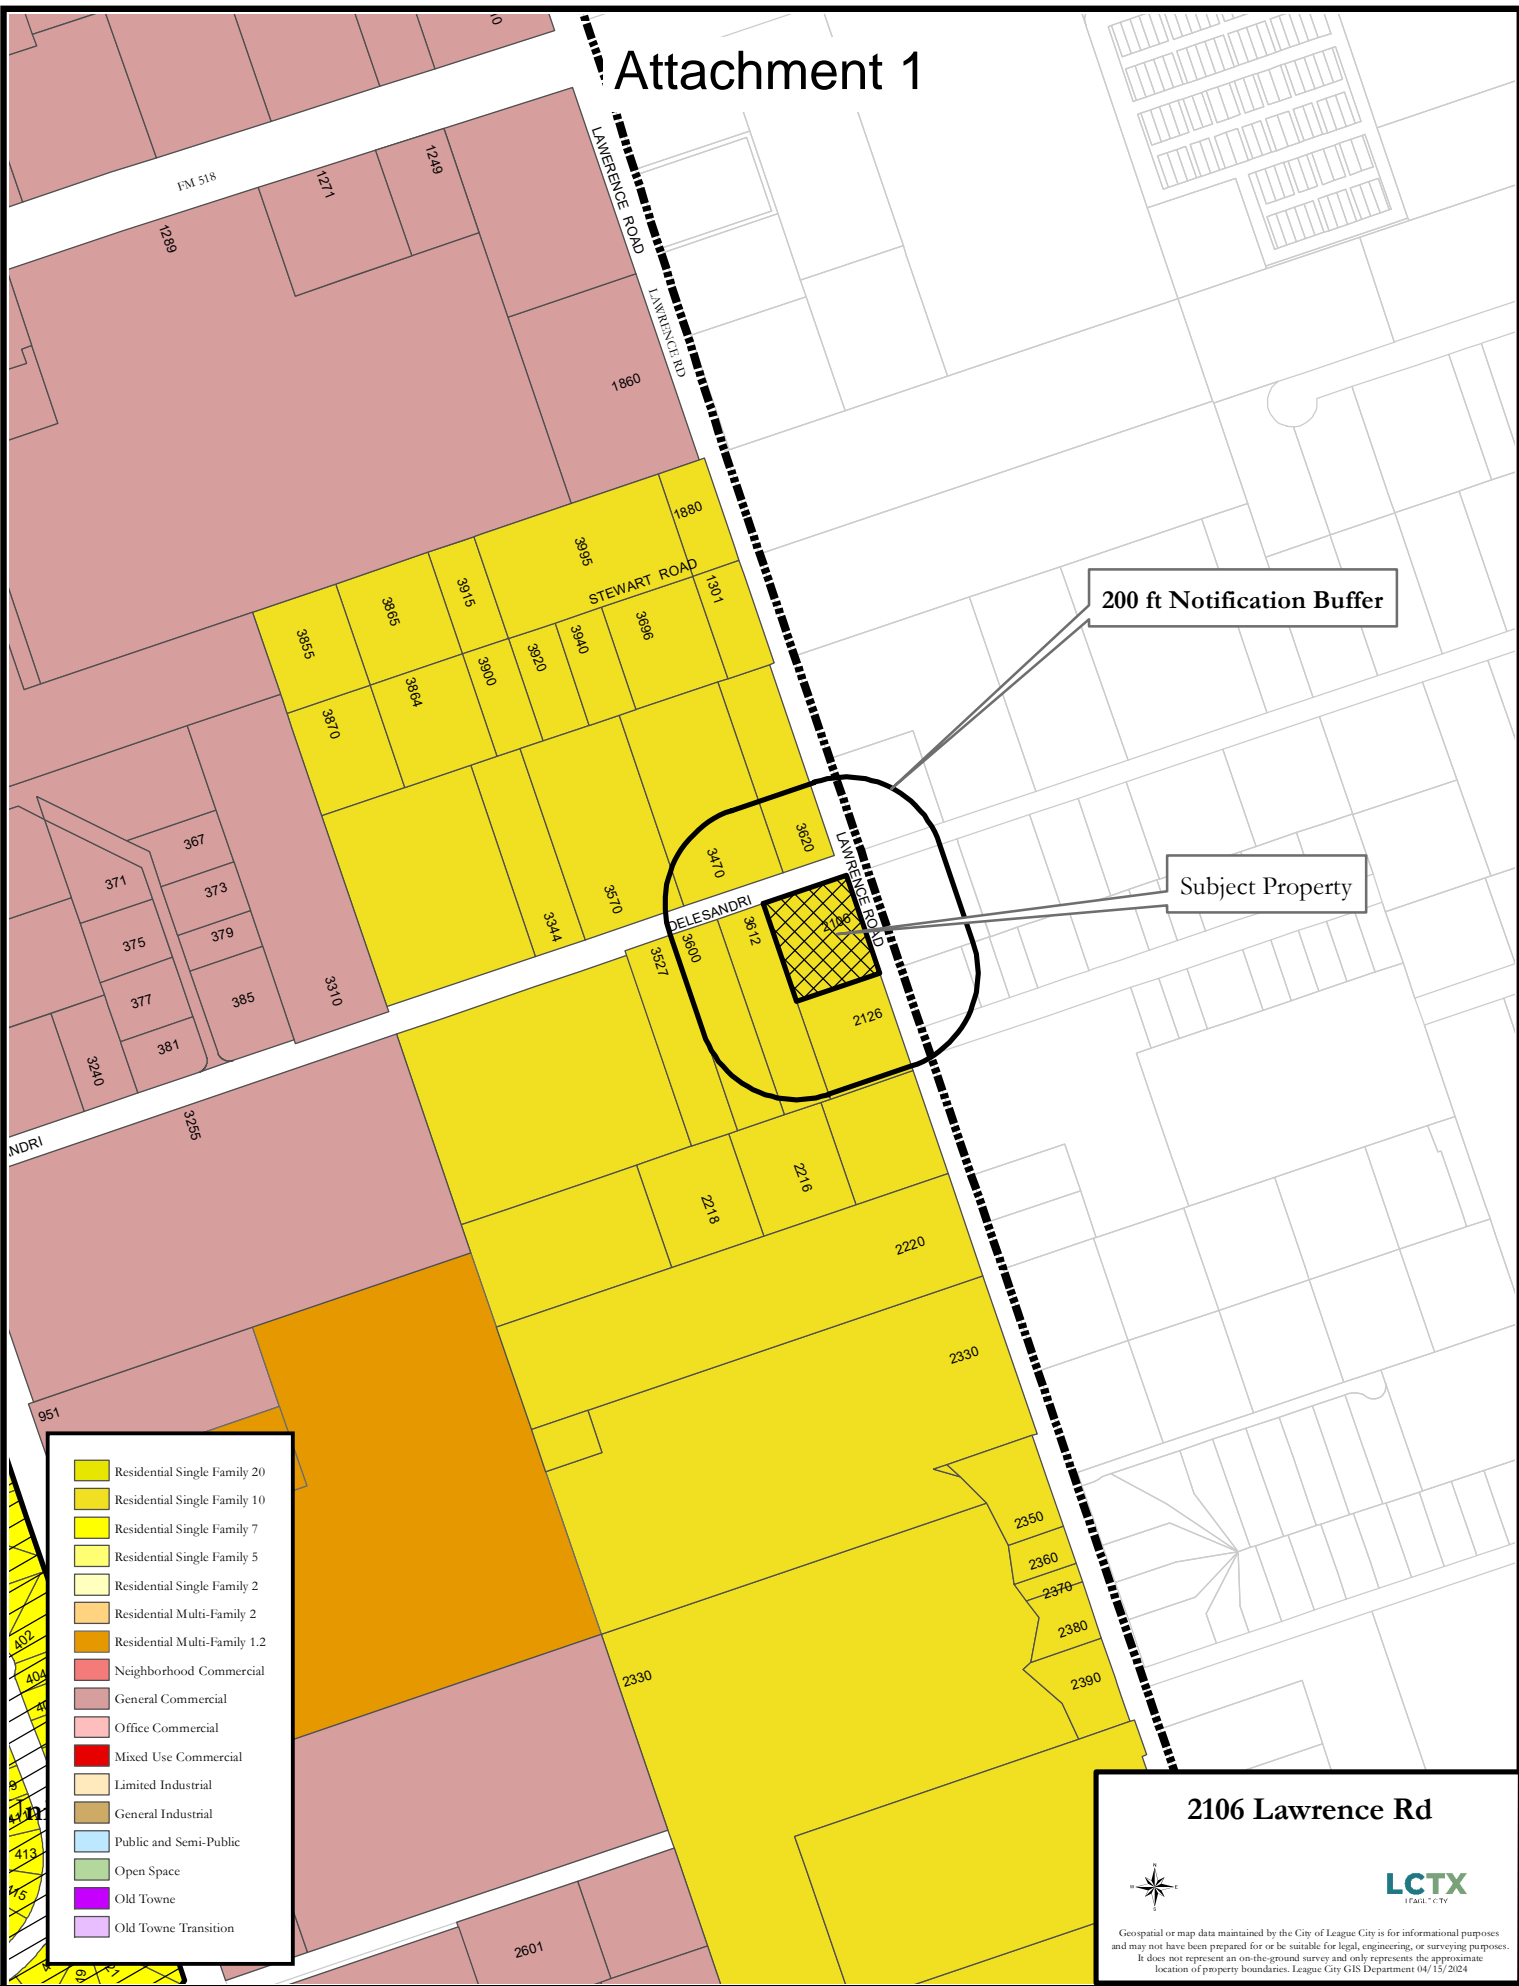 Attachment 1
FM 518
1249
1271
1289
LAWERENCE ROAD
LAWRENCE RD
1860
1880
3995
STEWART ROAD
1301
3915
3865
3855
3696
3940
3920
3900
3864
3870
200 ft Notification Buffer
367
371
373
375
379
377
385
381
3310
3240
3344
3570
3470
3620
LAWRENCE ROAD
DELESANDRI
Subject Property
2106
3612
3600
3527
2126
3255
NDRI
2216
2218
2220
2330
951
2350
2360
2370
2380
2390
2330
2601
402
404
413
Residential Single Family 20
Residential Single Family 10
Residential Single Family 7
Residential Single Family 5
Residential Single Family 2
Residential Multi-Family 2
Residential Multi-Family 1.2
Neighborhood Commercial
General Commercial
Office Commercial
Mixed Use Commercial
Limited Industrial
General Industrial
Public and Semi-Public
Open Space
Old Towne
Old Towne Transition
2106 Lawrence Rd
N
W E
S
LCTX
LEAGUE CITY
Geospatial or map data maintained by the City of League City is for informational purposes
and may not have been prepared for or be suitable for legal, engineering, or surveying purposes.
It does not represent an on-the-ground survey and only represents the approximate
location of property boundaries. League City GIS Department 04/15/2024